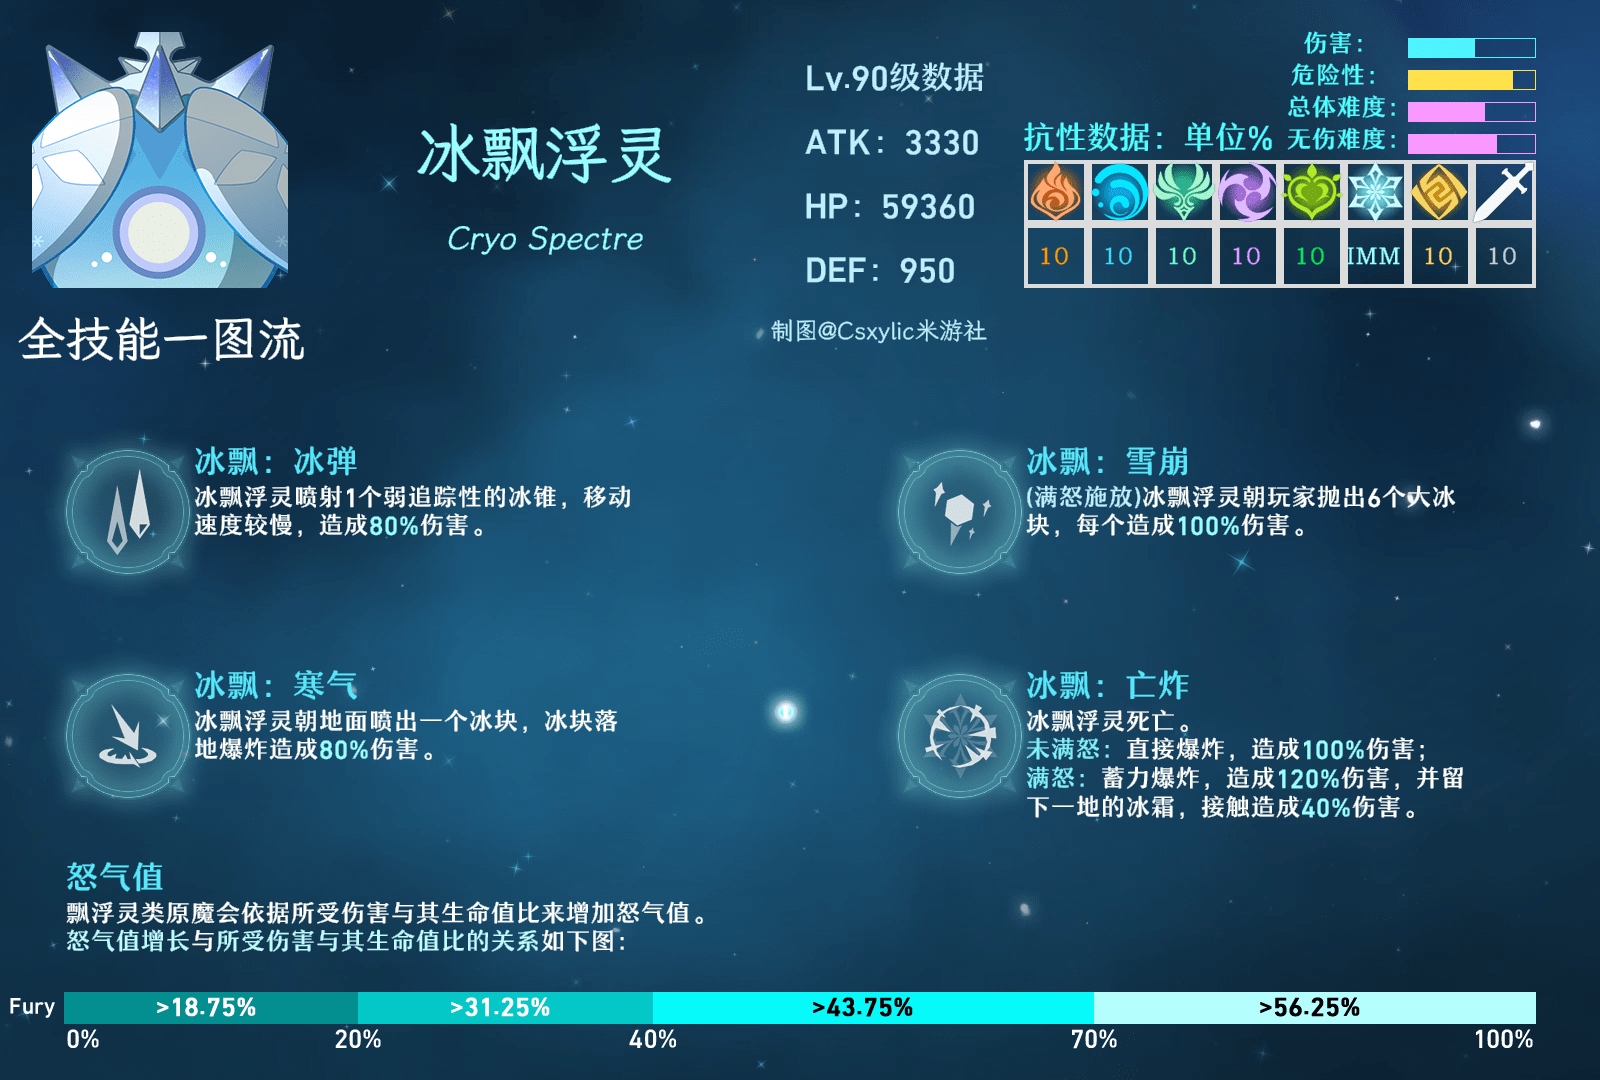 冰飘浮灵
Cryo Spectre
全技能一图流
Lv.90级数据
ATK：3330
HP：59360
DEF：950
制图@Csxylic米游社
伤害：
危险性：
总体难度：
无伤难度：
抗性数据：单位%
10 10 10 10 10 IMM 10 10
冰飘：冰弹
冰飘浮灵喷射1个弱追踪性的冰锥，移动
速度较慢，造成80%伤害。
冰飘：雪崩
(满怒施放)冰飘浮灵朝玩家抛出6个大冰
块，每个造成100%伤害。
冰飘：寒气
冰飘浮灵朝地面喷出一个冰块，冰块落
地爆炸造成80%伤害。
冰飘：亡炸
冰飘浮灵死亡。
未满怒：直接爆炸，造成100%伤害；
满怒：蓄力爆炸，造成120%伤害，并留
下一地的冰霜，接触造成40%伤害。
怒气值
飘浮灵类原魔会依据所受伤害与其生命值比来增加怒气值。
怒气值增长与所受伤害与其生命值比的关系如下图：
Fury >18.75% >31.25% >43.75% >56.25%
0% 20% 40% 70% 100%